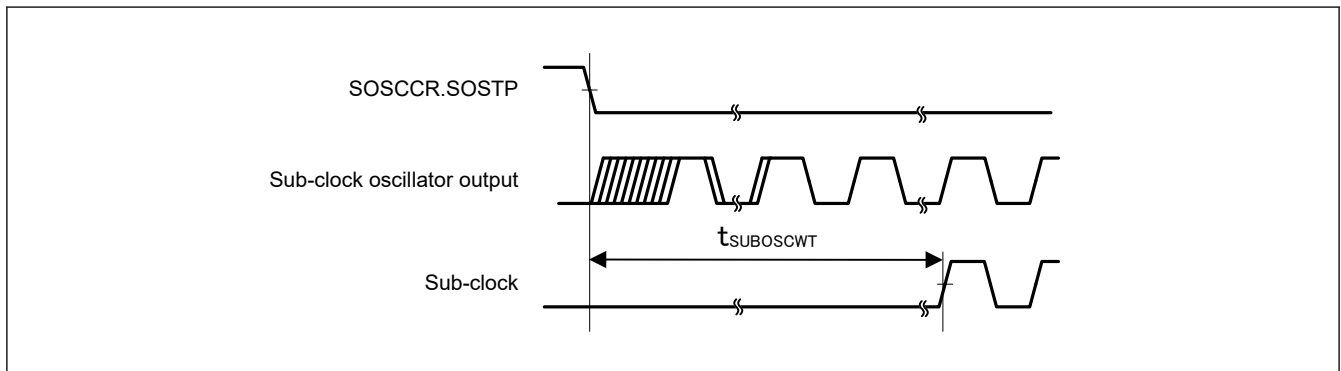 SOSCCR.SOSTP
Sub-clock oscillator output
tSUBOSCWT
Sub-clock